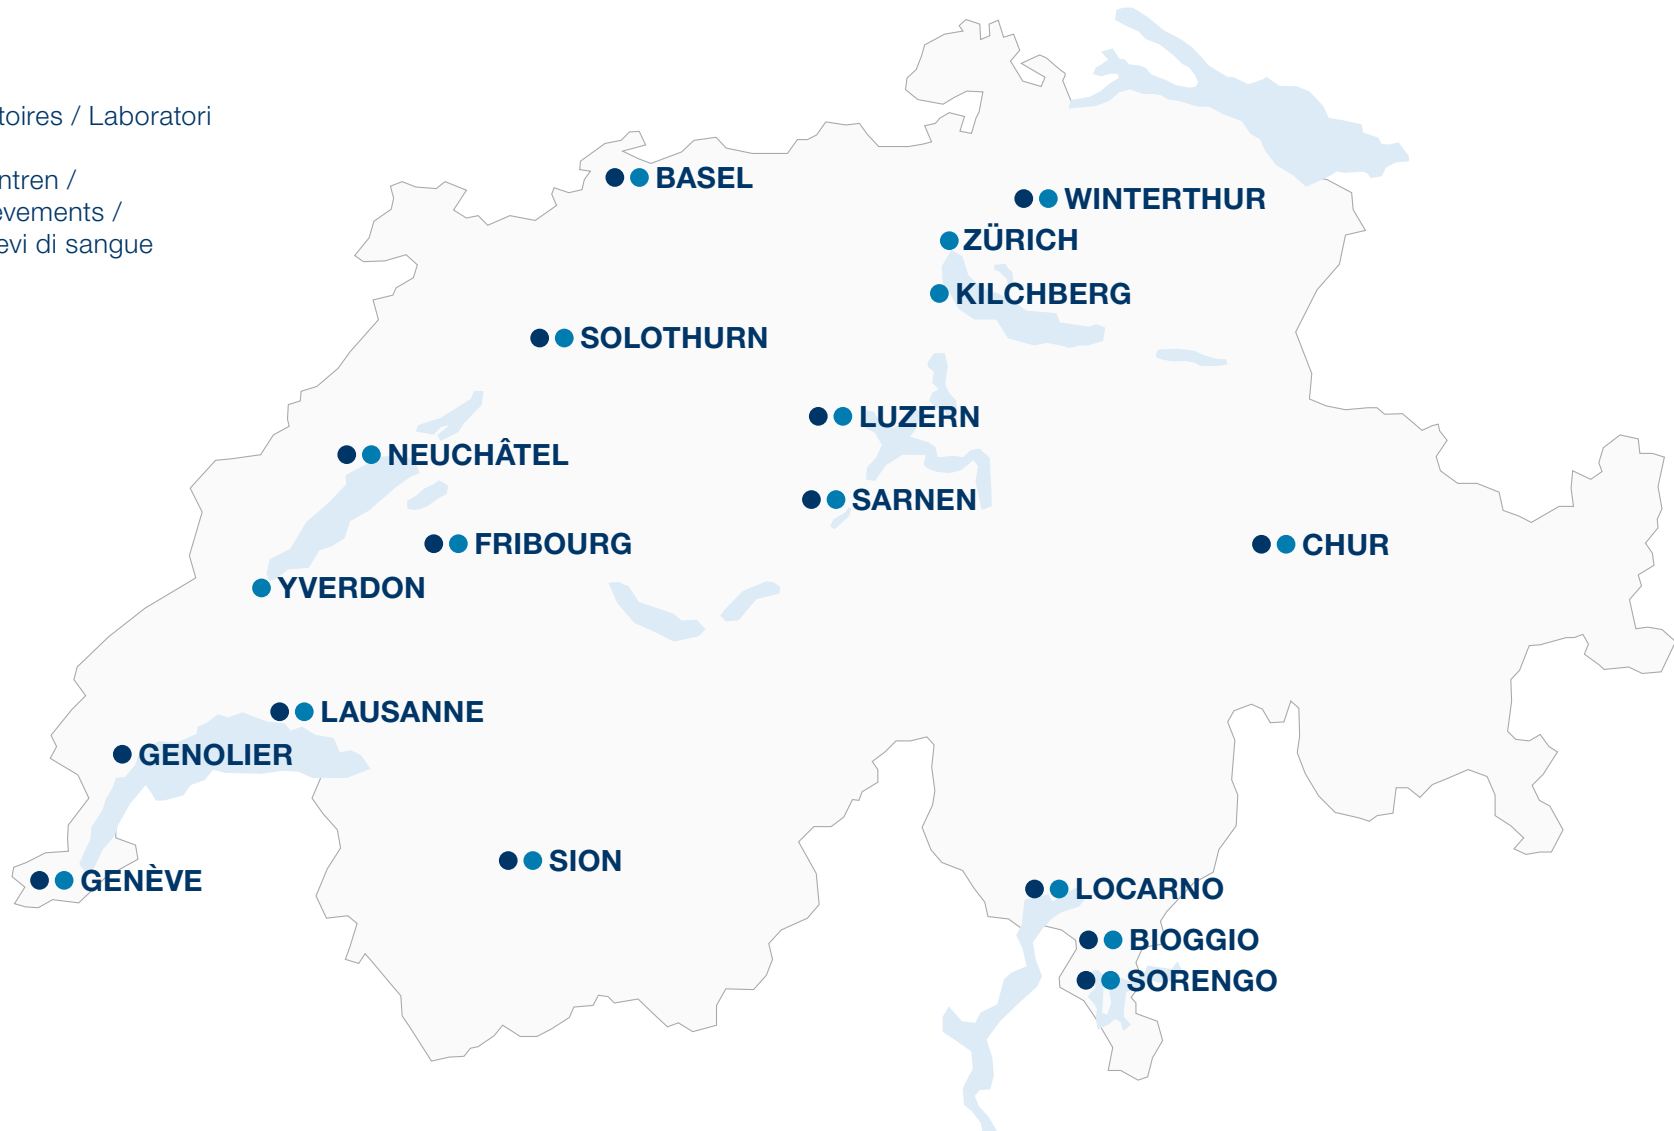 toires / Laboratori
ntren /
èvements /
evi di sangue
BASEL
WINTERTHUR
ZÜRICH
KILCHBERG
SOLOTHURN
LUZERN
NEUCHÂTEL
SARNEN
FRIBOURG
CHUR
YVERDON
LAUSANNE
GENOLIER
SION
GENÈVE
LOCARNO
BIOGGIO
SORENGO